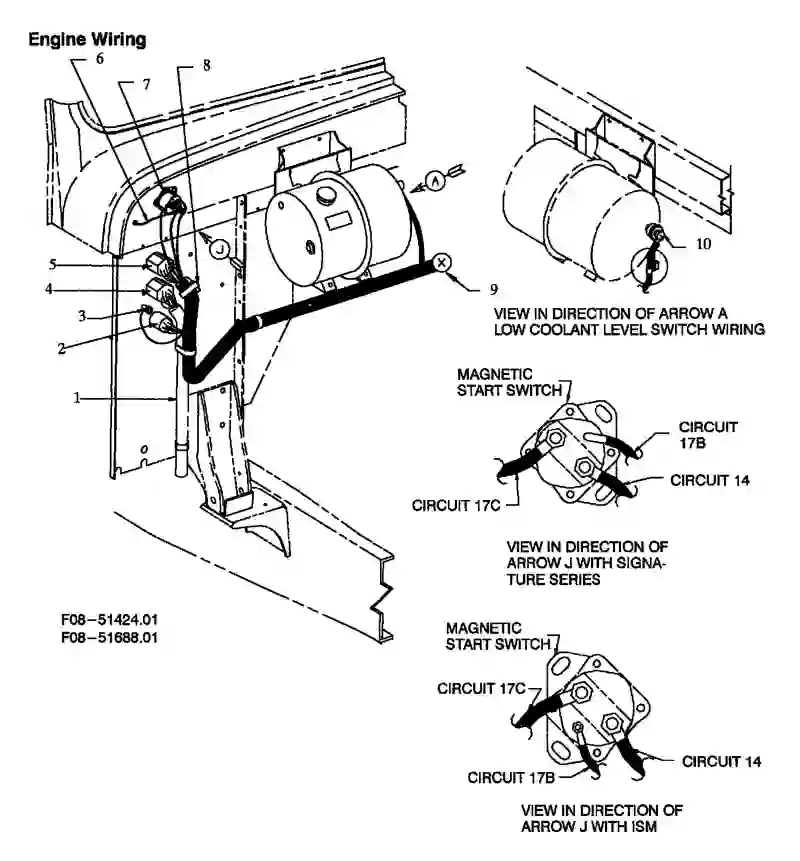 Engine Wiring
6
7
8
A
J
5
4
3
2
1
X
9
10
VIEW IN DIRECTION OF ARROW A
LOW COOLANT LEVEL SWITCH WIRING
MAGNETIC
START SWITCH
CIRCUIT
17B
CIRCUIT 14
CIRCUIT 17C
VIEW IN DIRECTION OF
ARROW J WITH SIGNA-
TURE SERIES
F08–51424.01
F08–51688.01
MAGNETIC
START SWITCH
CIRCUIT 17C
CIRCUIT 14
CIRCUIT 17B
VIEW IN DIRECTION OF
ARROW J WITH ISM